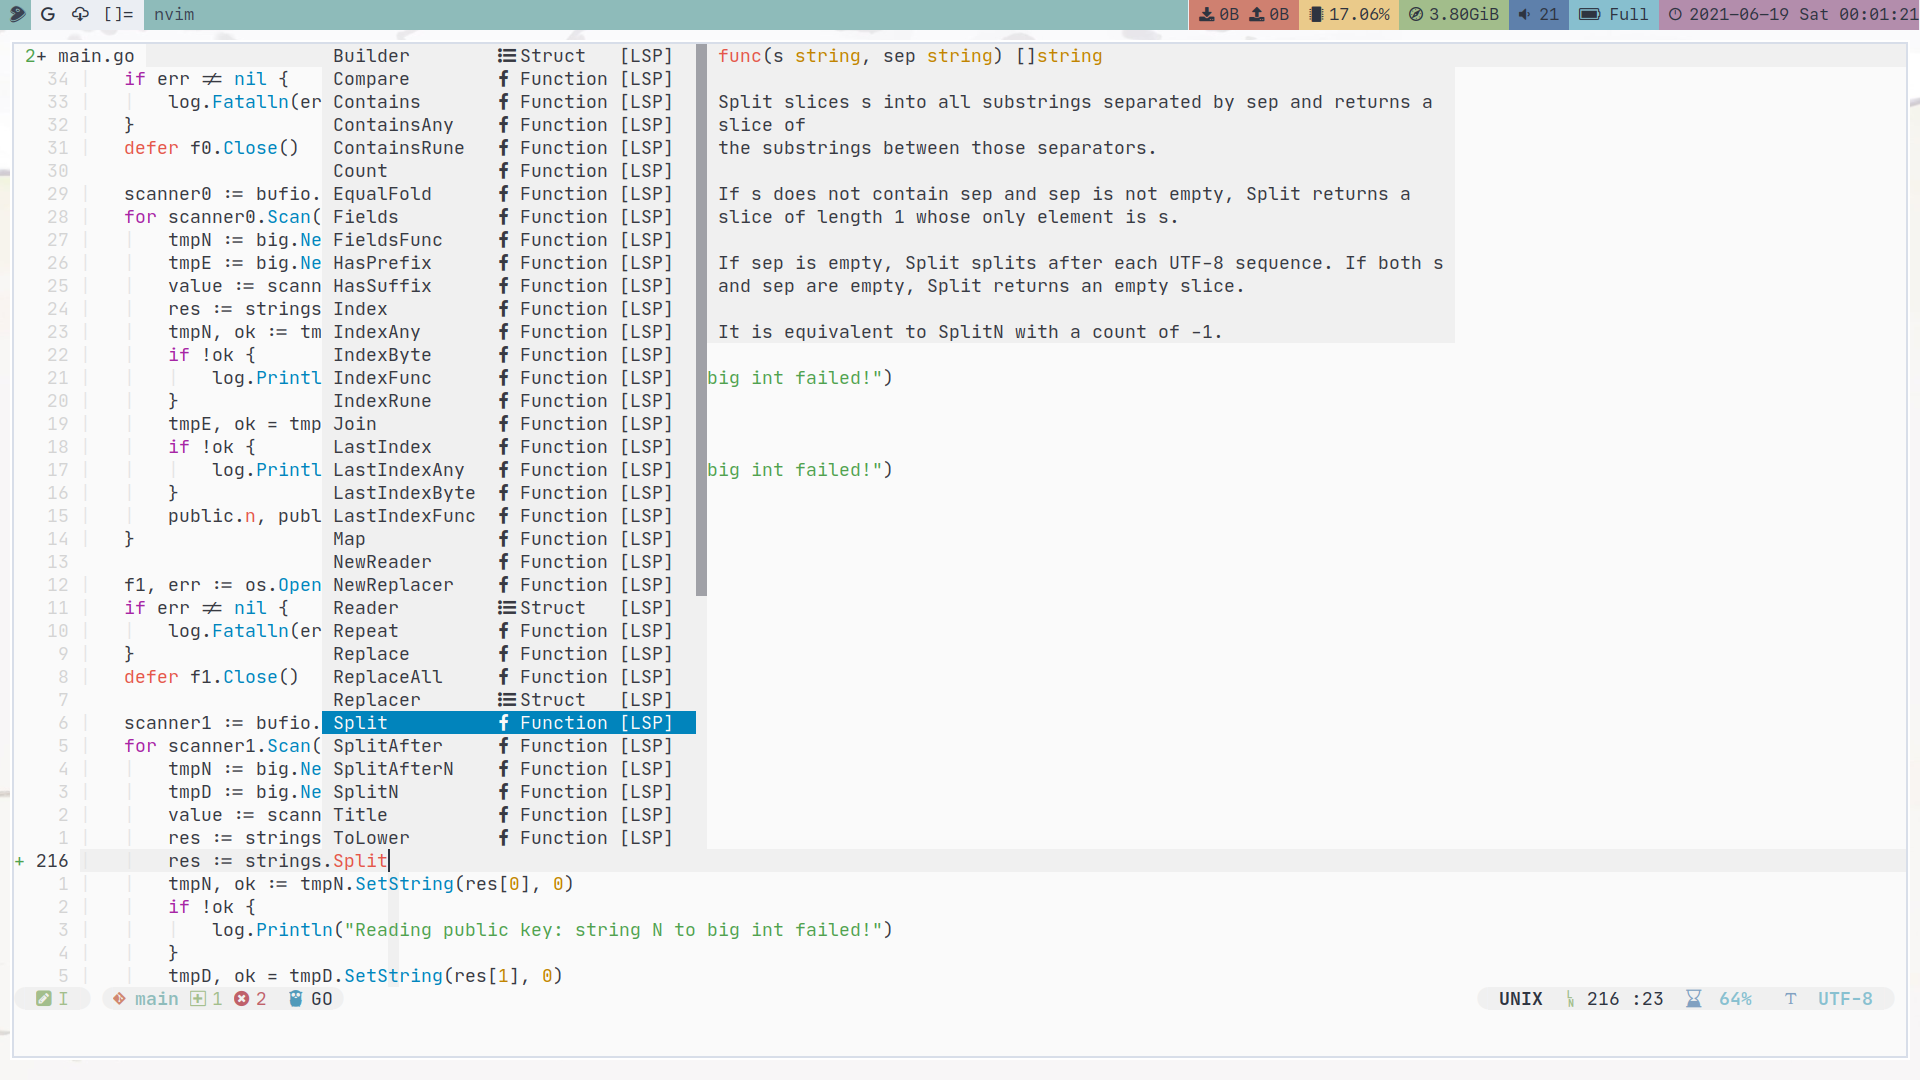 G []= nvim 0B 0B 17.06% 3.80GiB 21 Full 2021-06-19 Sat 00:01:21
2+ main.go Builder Struct [LSP] func(s string, sep string) []string
34 if err ≠ nil { Compare Function [LSP]
33 log.Fatalln(er Contains Function [LSP] Split slices s into all substrings separated by sep and returns a
32 } ContainsAny Function [LSP] slice of
31 defer f0.Close() ContainsRune Function [LSP] the substrings between those separators.
30 Count Function [LSP]
29 scanner0 := bufio. EqualFold Function [LSP] If s does not contain sep and sep is not empty, Split returns a
28 for scanner0.Scan( Fields Function [LSP] slice of length 1 whose only element is s.
27 tmpN := big.Ne FieldsFunc Function [LSP]
26 tmpE := big.Ne HasPrefix Function [LSP] If sep is empty, Split splits after each UTF-8 sequence. If both s
25 value := scann HasSuffix Function [LSP] and sep are empty, Split returns an empty slice.
24 res := strings Index Function [LSP]
23 tmpN, ok := tm IndexAny Function [LSP] It is equivalent to SplitN with a count of -1.
22 if !ok { IndexByte Function [LSP]
21 log.Printl IndexFunc Function [LSP] big int failed!")
20 } IndexRune Function [LSP]
19 tmpE, ok = tmp Join Function [LSP]
18 if !ok { LastIndex Function [LSP]
17 log.Printl LastIndexAny Function [LSP] big int failed!")
16 } LastIndexByte Function [LSP]
15 public.n, publ LastIndexFunc Function [LSP]
14 } Map Function [LSP]
13 NewReader Function [LSP]
12 f1, err := os.Open NewReplacer Function [LSP]
11 if err ≠ nil { Reader Struct [LSP]
10 log.Fatalln(er Repeat Function [LSP]
9 } Replace Function [LSP]
8 defer f1.Close() ReplaceAll Function [LSP]
7 Replacer Struct [LSP]
6 scanner1 := bufio. Split Function [LSP]
5 for scanner1.Scan( SplitAfter Function [LSP]
4 tmpN := big.Ne SplitAfterN Function [LSP]
3 tmpD := big.Ne SplitN Function [LSP]
2 value := scann Title Function [LSP]
1 res := strings ToLower Function [LSP]
+ 216 res := strings.Split
1 tmpN, ok := tmpN.SetString(res[0], 0)
2 if !ok {
3 log.Println("Reading public key: string N to big int failed!")
4 }
5 tmpD, ok = tmpD.SetString(res[1], 0)
I main 1 2 GO UNIX LN 216 :23 64% T UTF-8